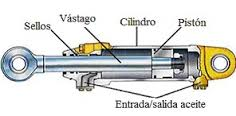 Vástago
Cilindro
Pistón
Sellos
Entrada/salida aceite